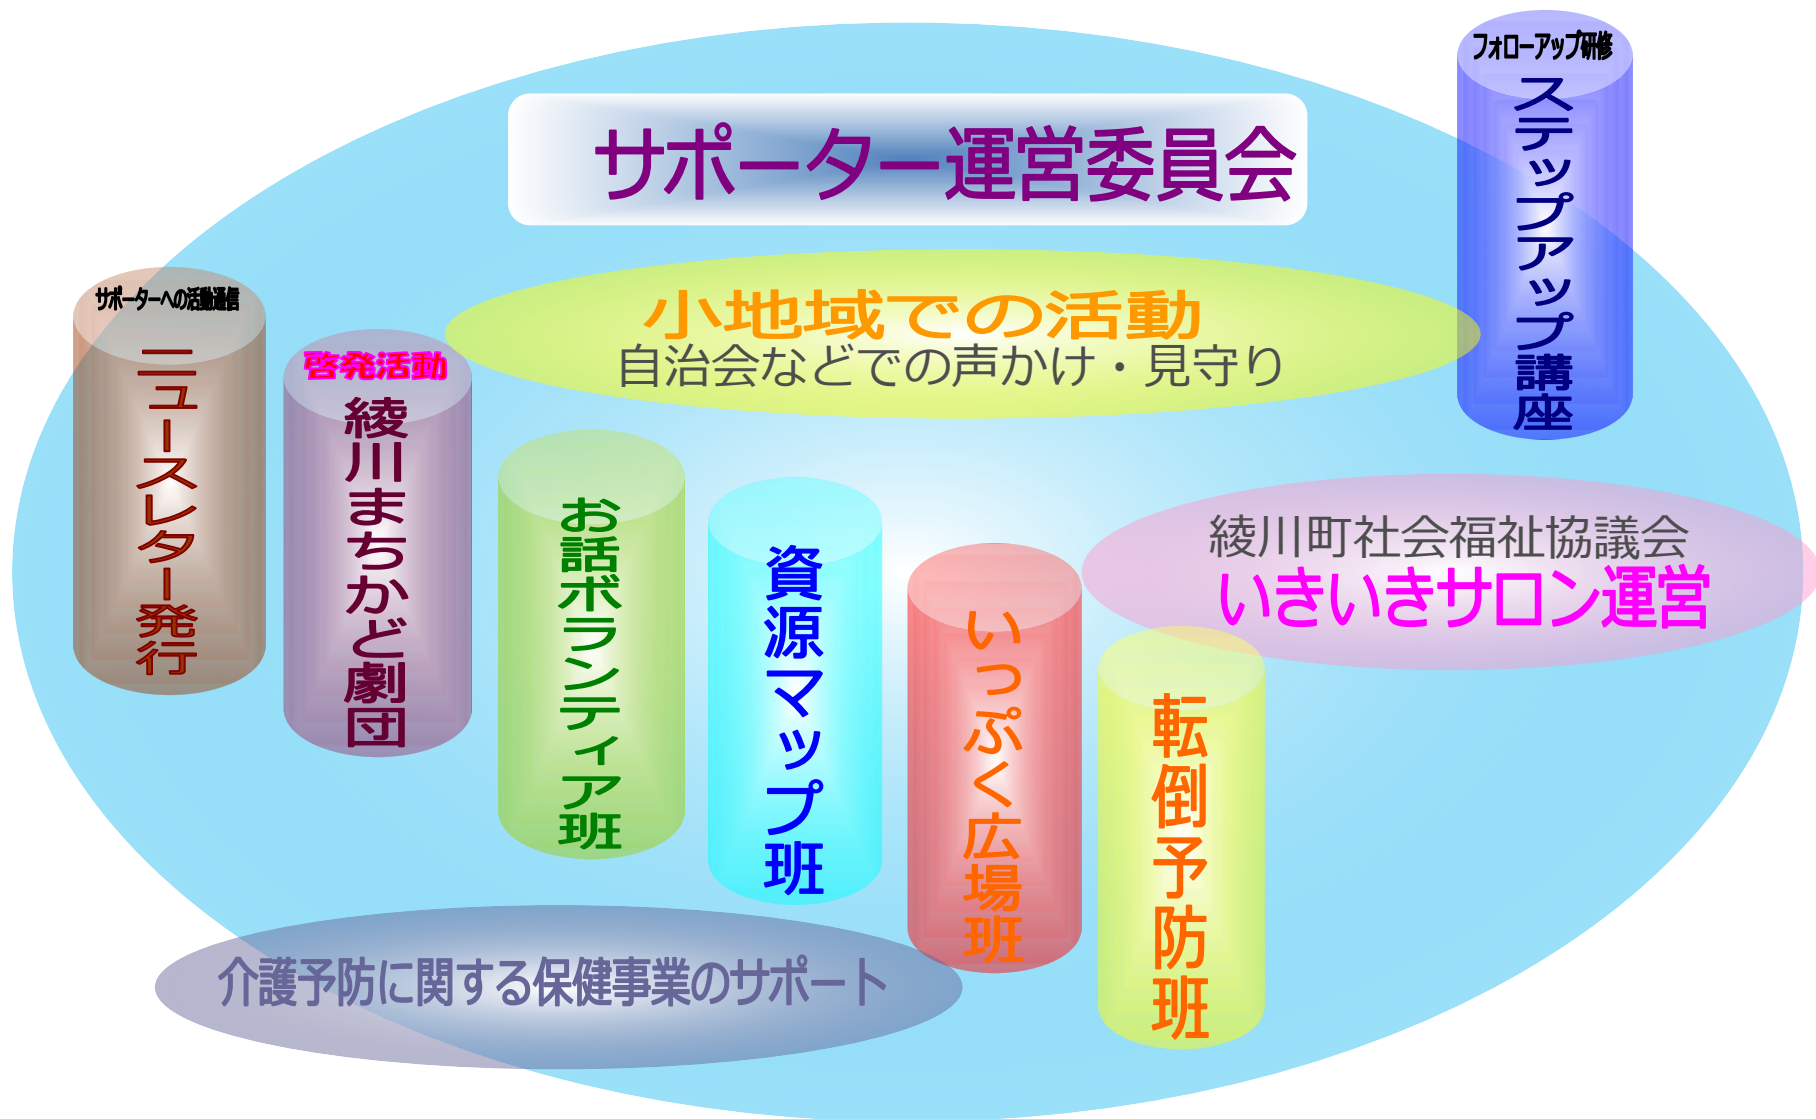 フォローアップ研修
ステップアップ講座
サポーター運営委員会
サポーターへの活動通信
ニュースレター発行
小地域での活動
自治会などでの声かけ・見守り
啓発活動
綾川まちかど劇団
お話ボランティア班
資源マップ班
いっぷく広場班
綾川町社会福祉協議会
いきいきサロン運営
転倒予防班
介護予防に関する保健事業のサポート